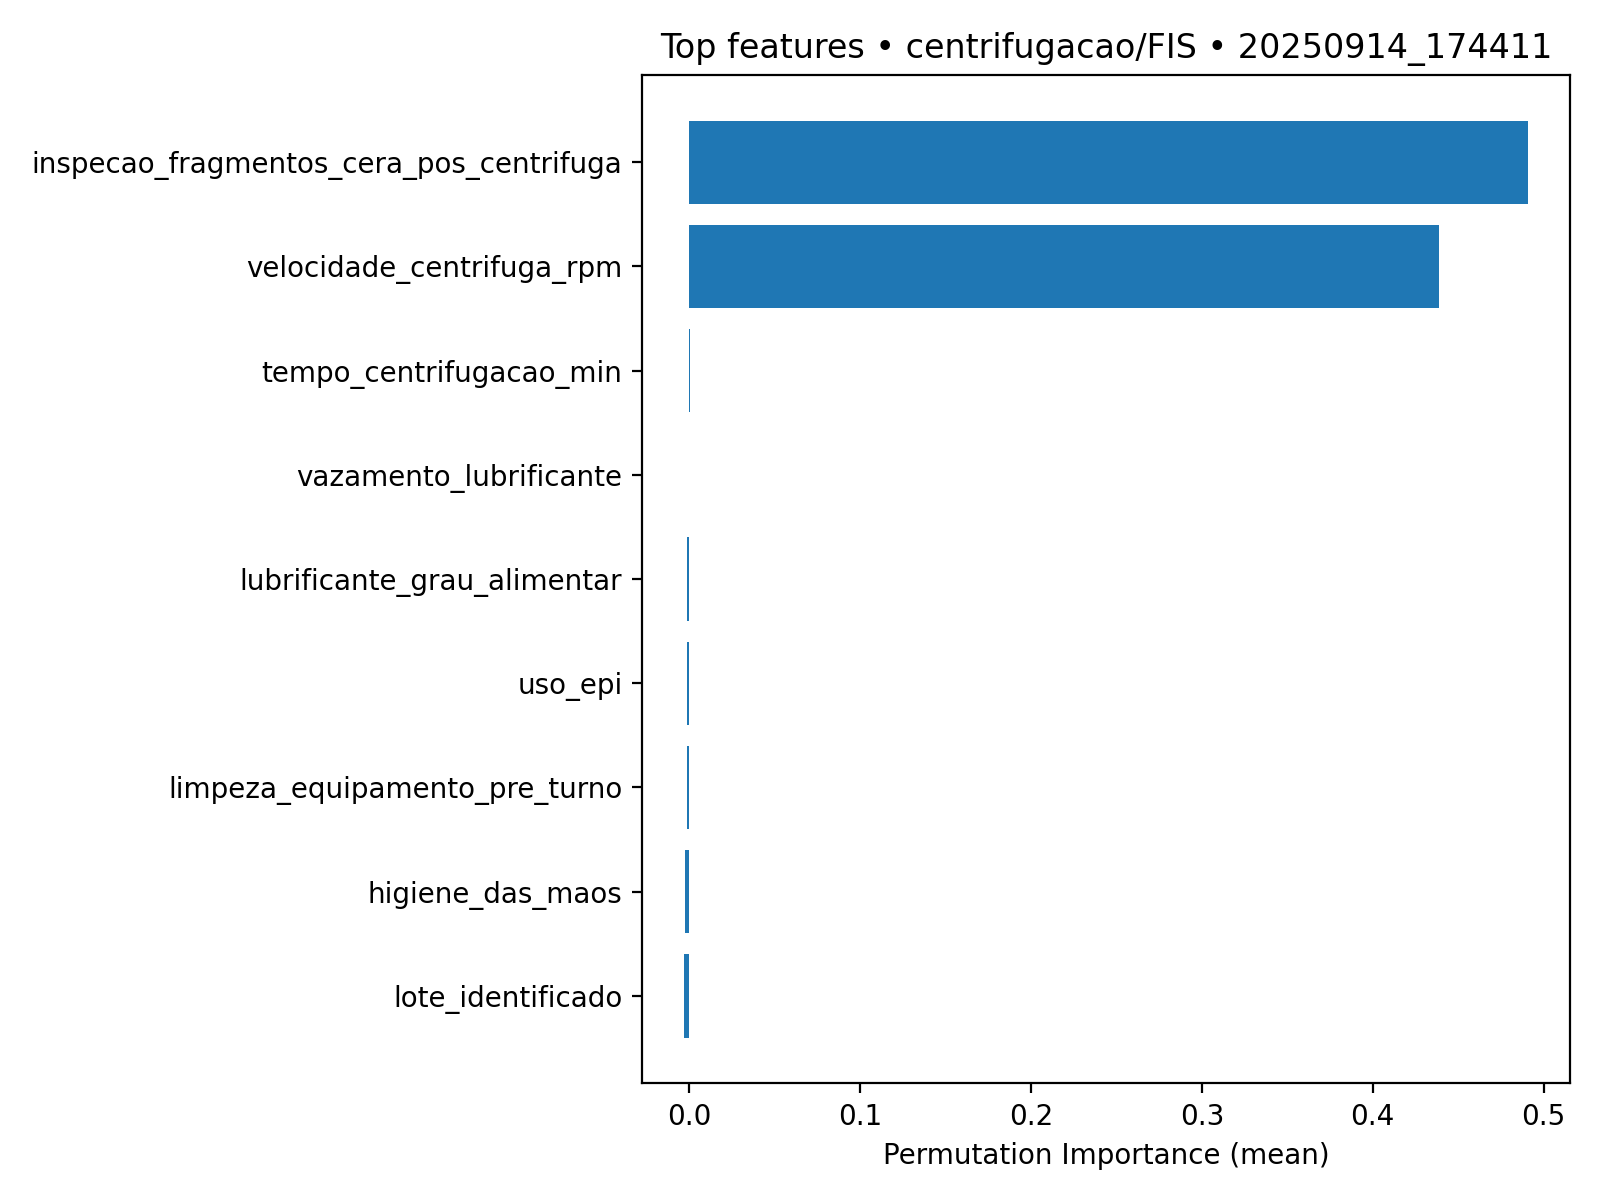 Top features • centrifugacao/FIS • 20250914_174411
inspecao_fragmentos_cera_pos_centrifuga
velocidade_centrifuga_rpm
tempo_centrifugacao_min
vazamento_lubrificante
lubrificante_grau_alimentar
uso_epi
limpeza_equipamento_pre_turno
higiene_das_maos
lote_identificado
0.0 0.1 0.2 0.3 0.4 0.5
Permutation Importance (mean)